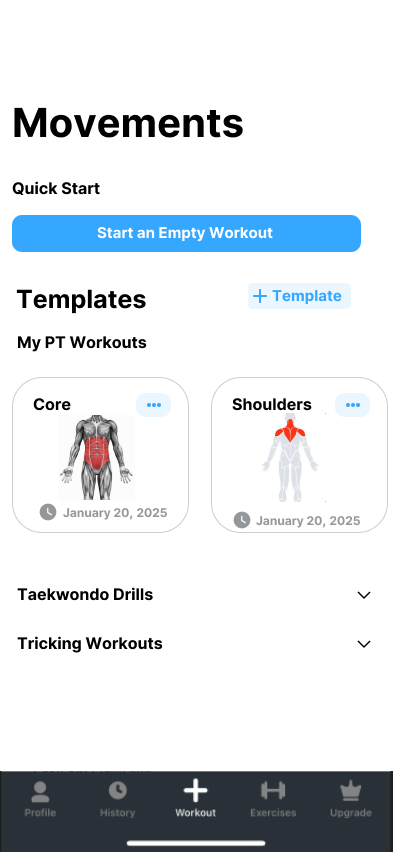 Movements
Quick Start
Start an Empty Workout
Templates
+ Template
My PT Workouts
Core
Shoulders
January 20, 2025
January 20, 2025
Taekwondo Drills
Tricking Workouts
Profile
History
Workout
Exercises
Upgrade